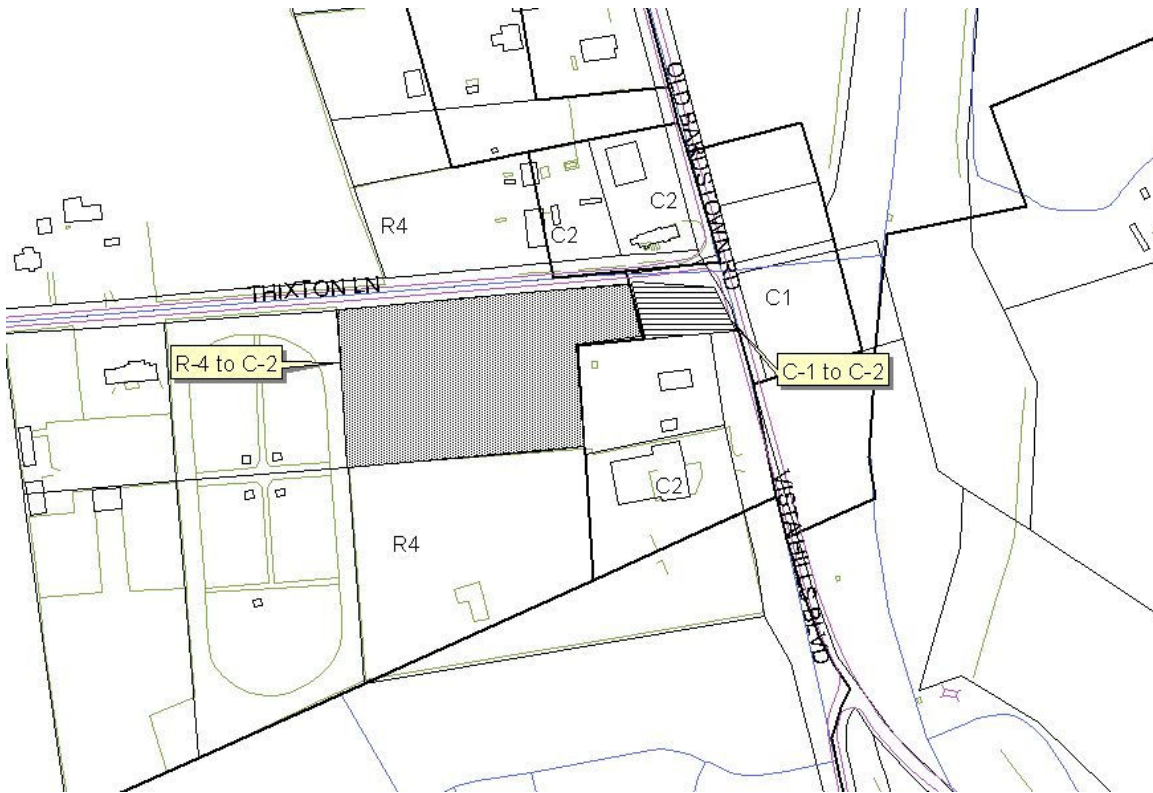 OLD BARDSTOWN RD
C2
R4
C2
THIXTON LN
C1
R-4 to C-2
C-1 to C-2
C2
R4
VISTA HILLS BLVD